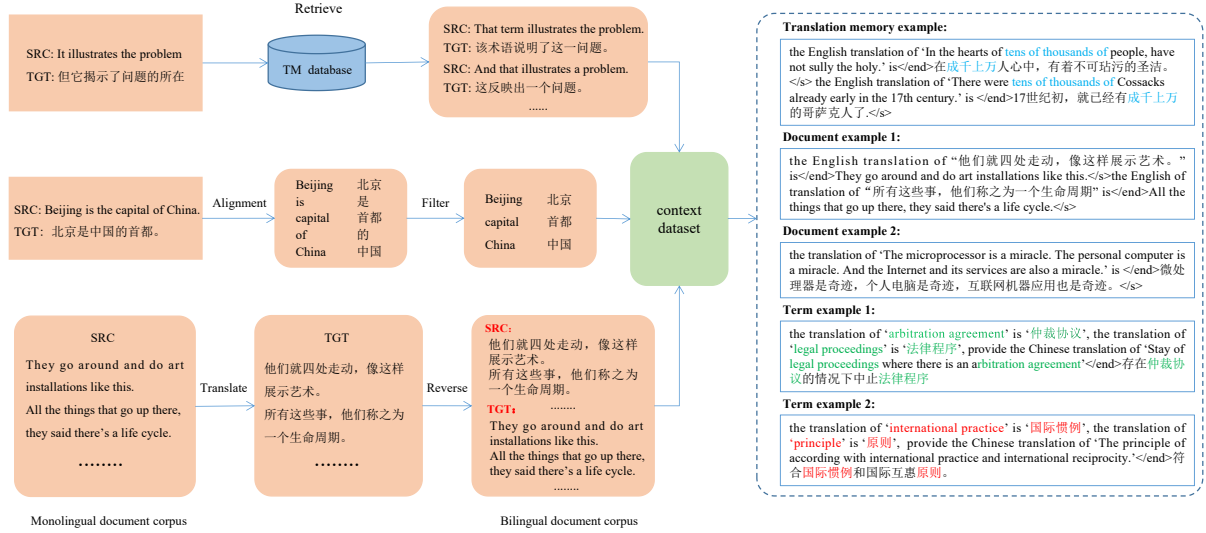 Retrieve
SRC: It illustrates the problem
TGT: 但它揭示了问题的所在
TM database
SRC: That term illustrates the problem.
TGT: 该术语说明了这一问题。
SRC: And that illustrates a problem.
TGT: 这反映出一个问题。
......
SRC: Beijing is the capital of China.
TGT: 北京是中国的首都。
Alignment
Beijing 北京
is 是
capital 首都
of 的
China 中国
Filter
Beijing 北京
capital 首都
China 中国
context
dataset
SRC
They go around and do art
installations like this.
All the things that go up there,
they said there's a life cycle.
........
Translate
TGT
他们就四处走动，像这样
展示艺术。
所有这些事，他们称之为
一个生命周期。
........
Reverse
SRC:
他们就四处走动，像这样
展示艺术。
所有这些事，他们称之为
一个生命周期。
........
TGT:
They go around and do art
installations like this.
All the things that go up there,
they said there's a life cycle.
........
Monolingual document corpus
Bilingual document corpus
Translation memory example:
the English translation of ‘In the hearts of tens of thousands of people, have
not sully the holy.’ is</end>在成千上万人心中，有着不可玷污的圣洁。
</s> the English translation of ‘There were tens of thousands of Cossacks
already early in the 17th century.’ is </end>17世纪初，就已经有成千上万
的哥萨克人了.</s>
Document example 1:
the English translation of “他们就四处走动，像这样展示艺术。”
is</end>They go around and do art installations like this.</s>the English of
translation of “所有这些事，他们称之为一个生命周期” is</end>All the
things that go up there, they said there's a life cycle.</s>
Document example 2:
the translation of ‘The microprocessor is a miracle. The personal computer is
a miracle. And the Internet and its services are also a miracle.’ is </end>微处
理器是奇迹，个人电脑是奇迹，互联网机器应用也是奇迹。</s>
Term example 1:
the translation of ‘arbitration agreement’ is ‘仲裁协议’, the translation of
‘legal proceedings’ is ‘法律程序’, provide the Chinese translation of ‘Stay of
legal proceedings where there is an arbitration agreement’</end>存在仲裁协
议的情况下中止法律程序
Term example 2:
the translation of ‘international practice’ is ‘国际惯例’, the translation of
‘principle’ is ‘原则’, provide the Chinese translation of ‘The principle of
according with international practice and international reciprocity.’</end>符
合国际惯例和国际互惠原则。